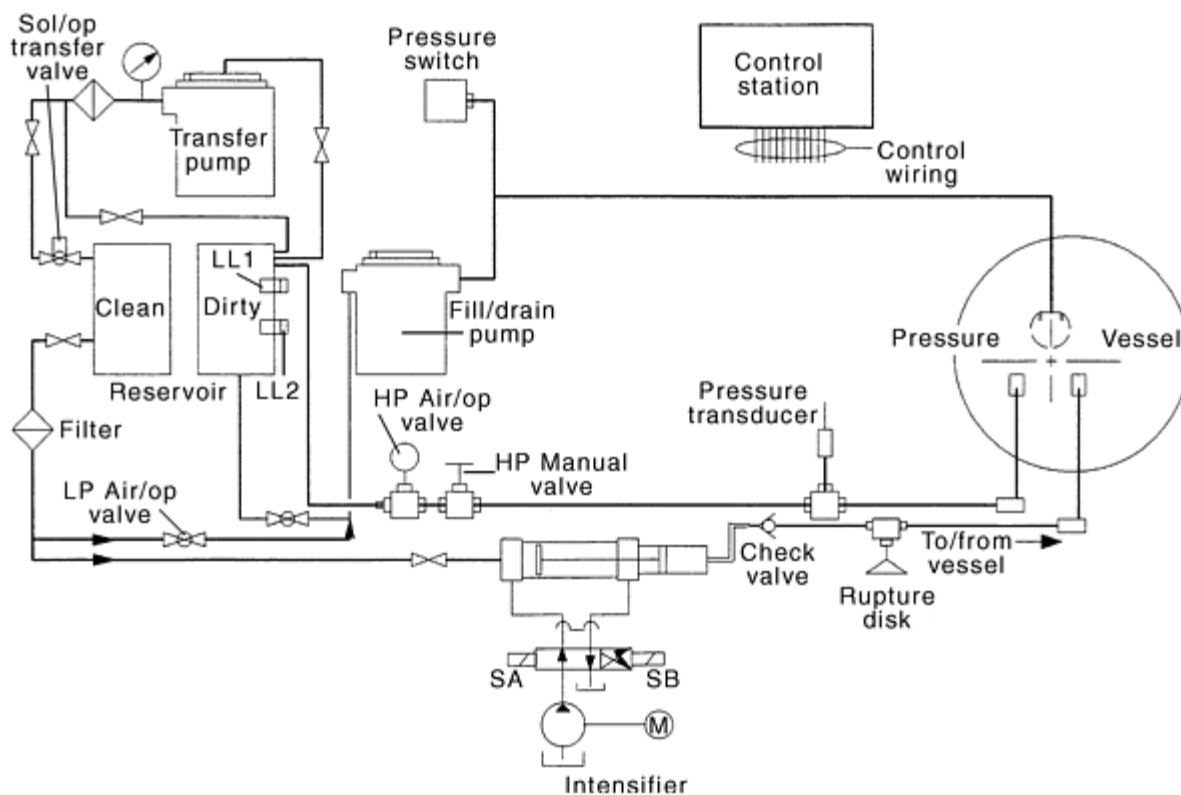 Sol/op
transfer
valve
Pressure
switch
Control
station
Transfer
pump
Control
wiring
LL1
Clean
Dirty
Fill/drain
pump
Pressure
Vessel
Reservoir
LL2
HP Air/op
valve
Pressure
transducer
Filter
HP Manual
valve
LP Air/op
valve
Check
valve
To/from
vessel
Rupture
disk
SA
SB
M
Intensifier